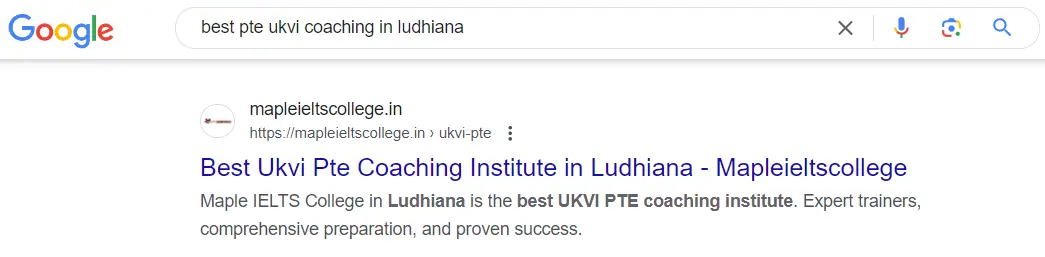 Google
best pte ukvi coaching in ludhiana
mapleieltscollege.in
https://mapleieltscollege.in › ukvi-pte
Best Ukvi Pte Coaching Institute in Ludhiana - Mapleieltscollege
Maple IELTS College in Ludhiana is the best UKVI PTE coaching institute. Expert trainers,
comprehensive preparation, and proven success.